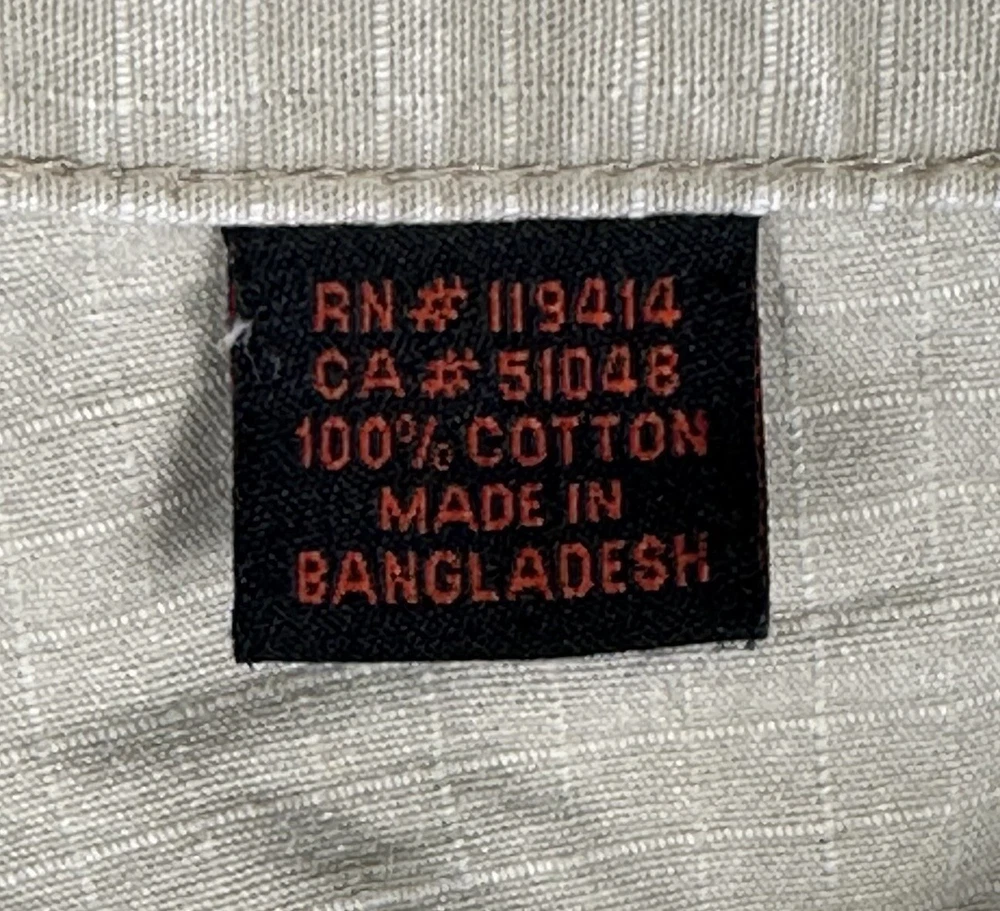 RN # 119414
CA # 51048
100% COTTON
MADE IN
BANGLADESH